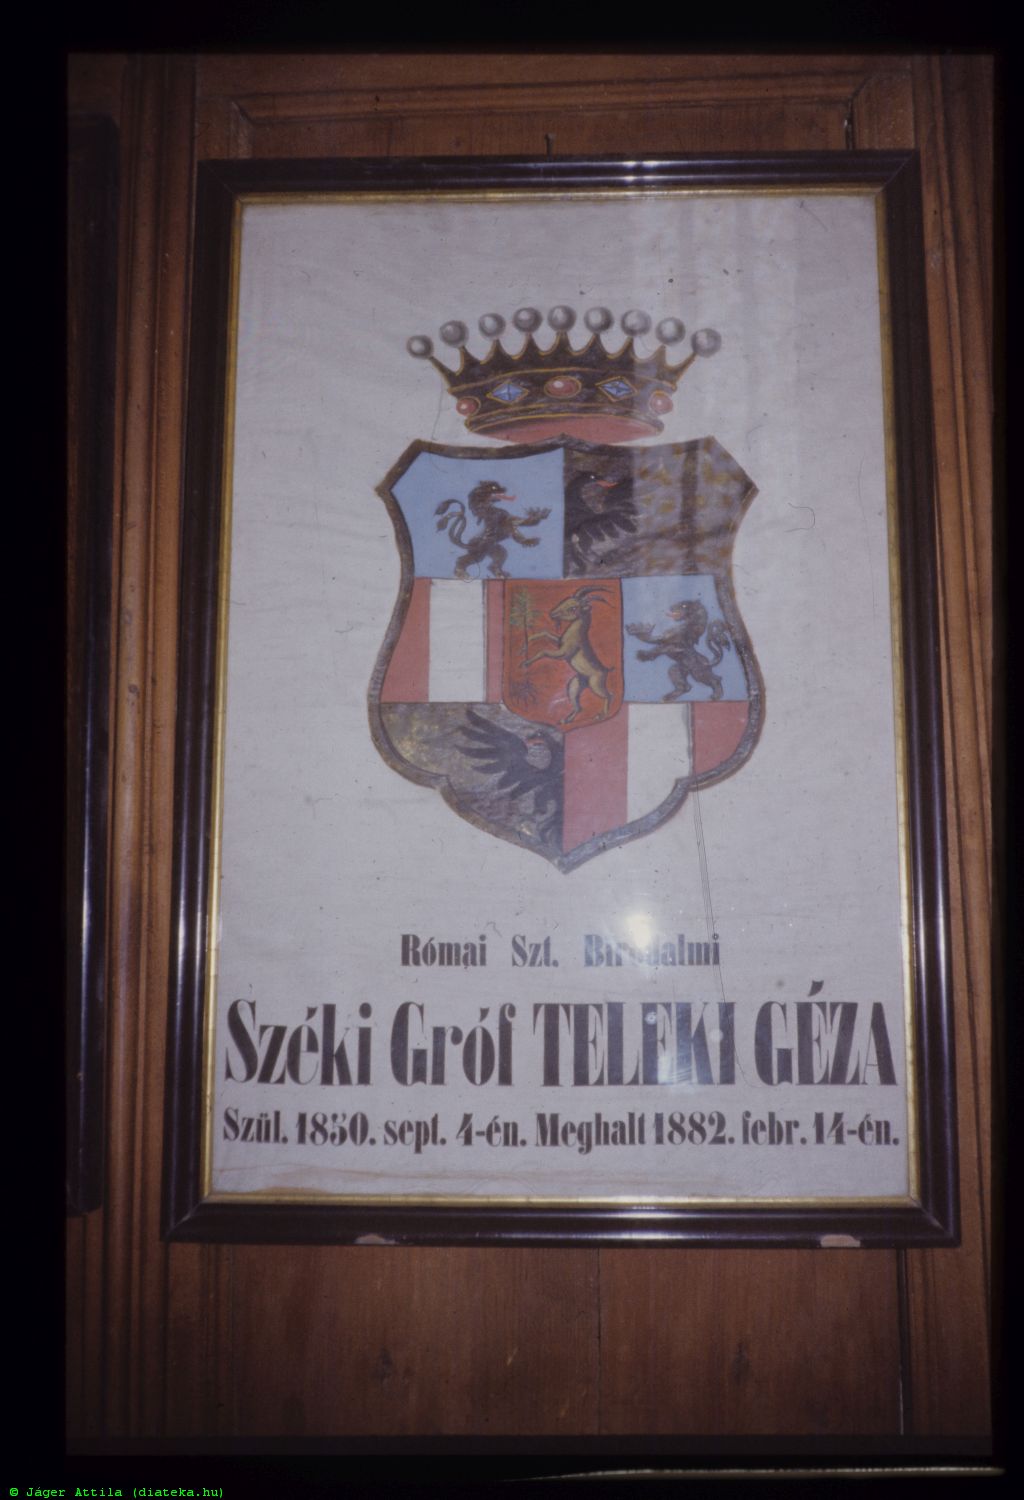 Római Szt. Birodalmi
Széki Gróf TELEKI GÉZA
Szül. 1850. sept. 4-én. Meghalt 1882. febr. 14-én.
© Jáger Attila (diateka.hu)